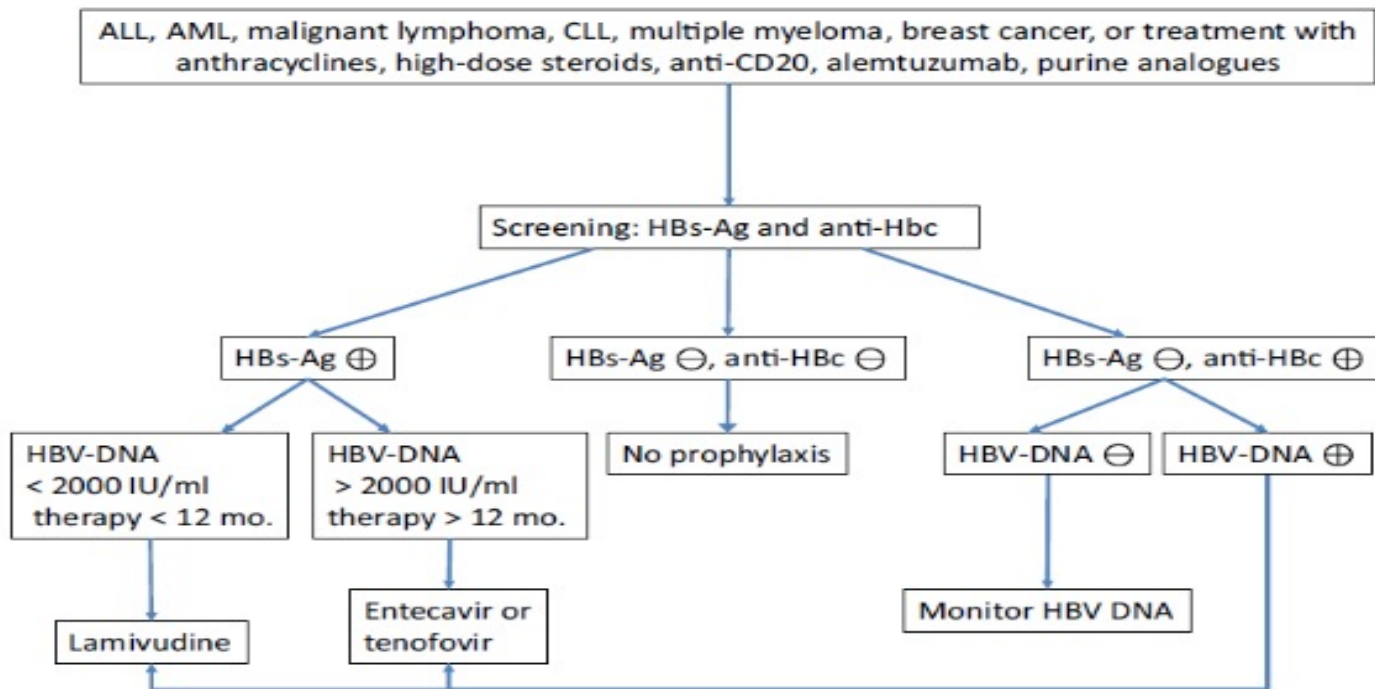 ALL, AML, malignant lymphoma, CLL, multiple myeloma, breast cancer, or treatment with
anthracyclines, high-dose steroids, anti-CD20, alemtuzumab, purine analogues
Screening: HBs-Ag and anti-Hbc
HBs-Ag ⊕
HBs-Ag ⊖, anti-HBc ⊖
HBs-Ag ⊖, anti-HBc ⊕
HBV-DNA
< 2000 IU/ml
therapy < 12 mo.
HBV-DNA
> 2000 IU/ml
therapy > 12 mo.
No prophylaxis
HBV-DNA ⊖
HBV-DNA ⊕
Lamivudine
Entecavir or
tenofovir
Monitor HBV DNA